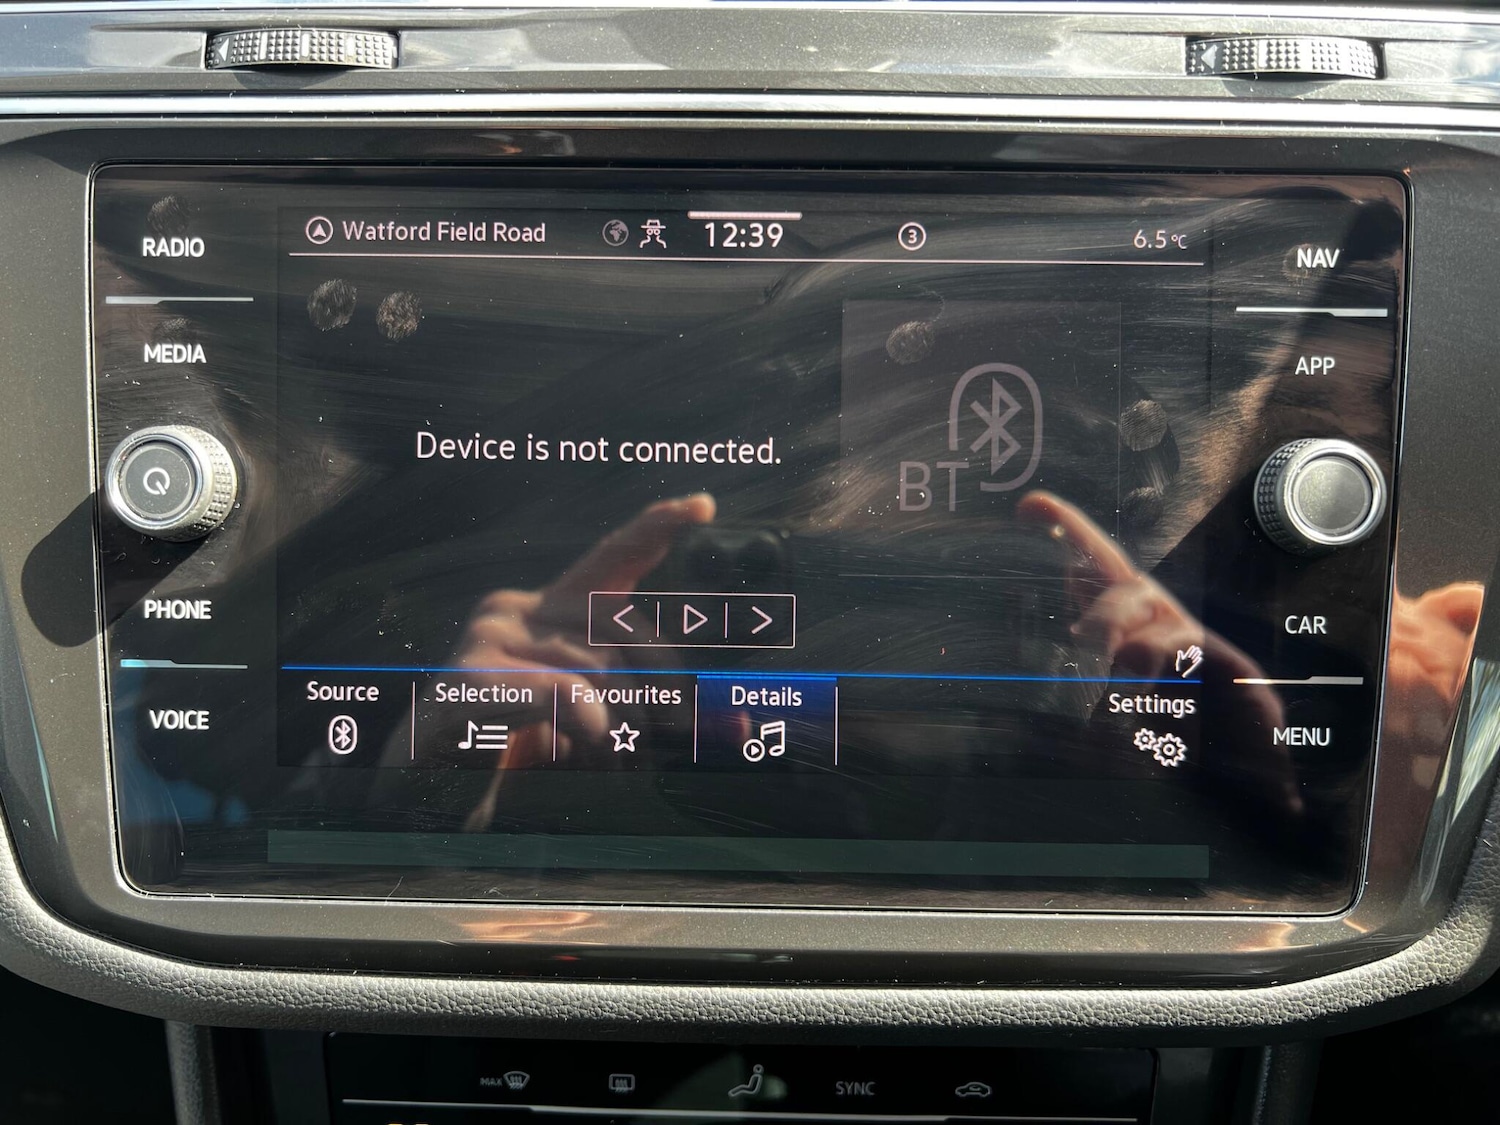 RADIO
MEDIA
PHONE
VOICE
Watford Field Road
12:39
3
6.5°C
Device is not connected.
BT
Source
Selection
Favourites
Details
Settings
NAV
APP
CAR
MENU
MAX
SYNC